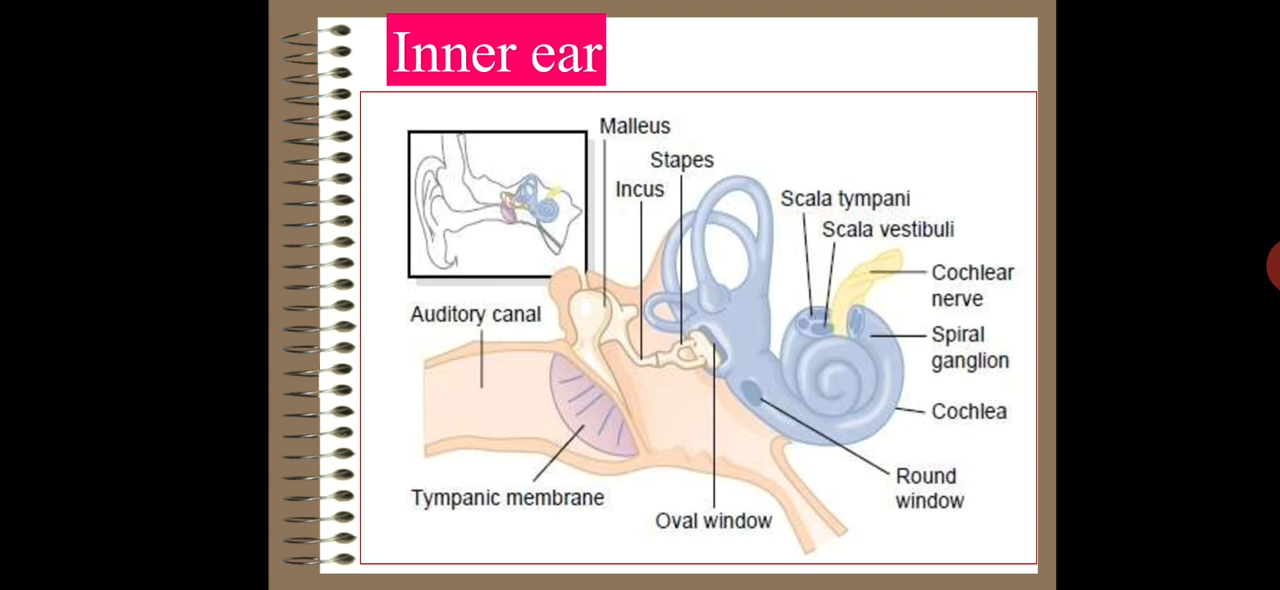 Inner ear
Malleus
Stapes
Incus
Scala tympani
Scala vestibuli
Cochlear
nerve
Auditory canal
Spiral
ganglion
Cochlea
Round
window
Tympanic membrane
Oval window